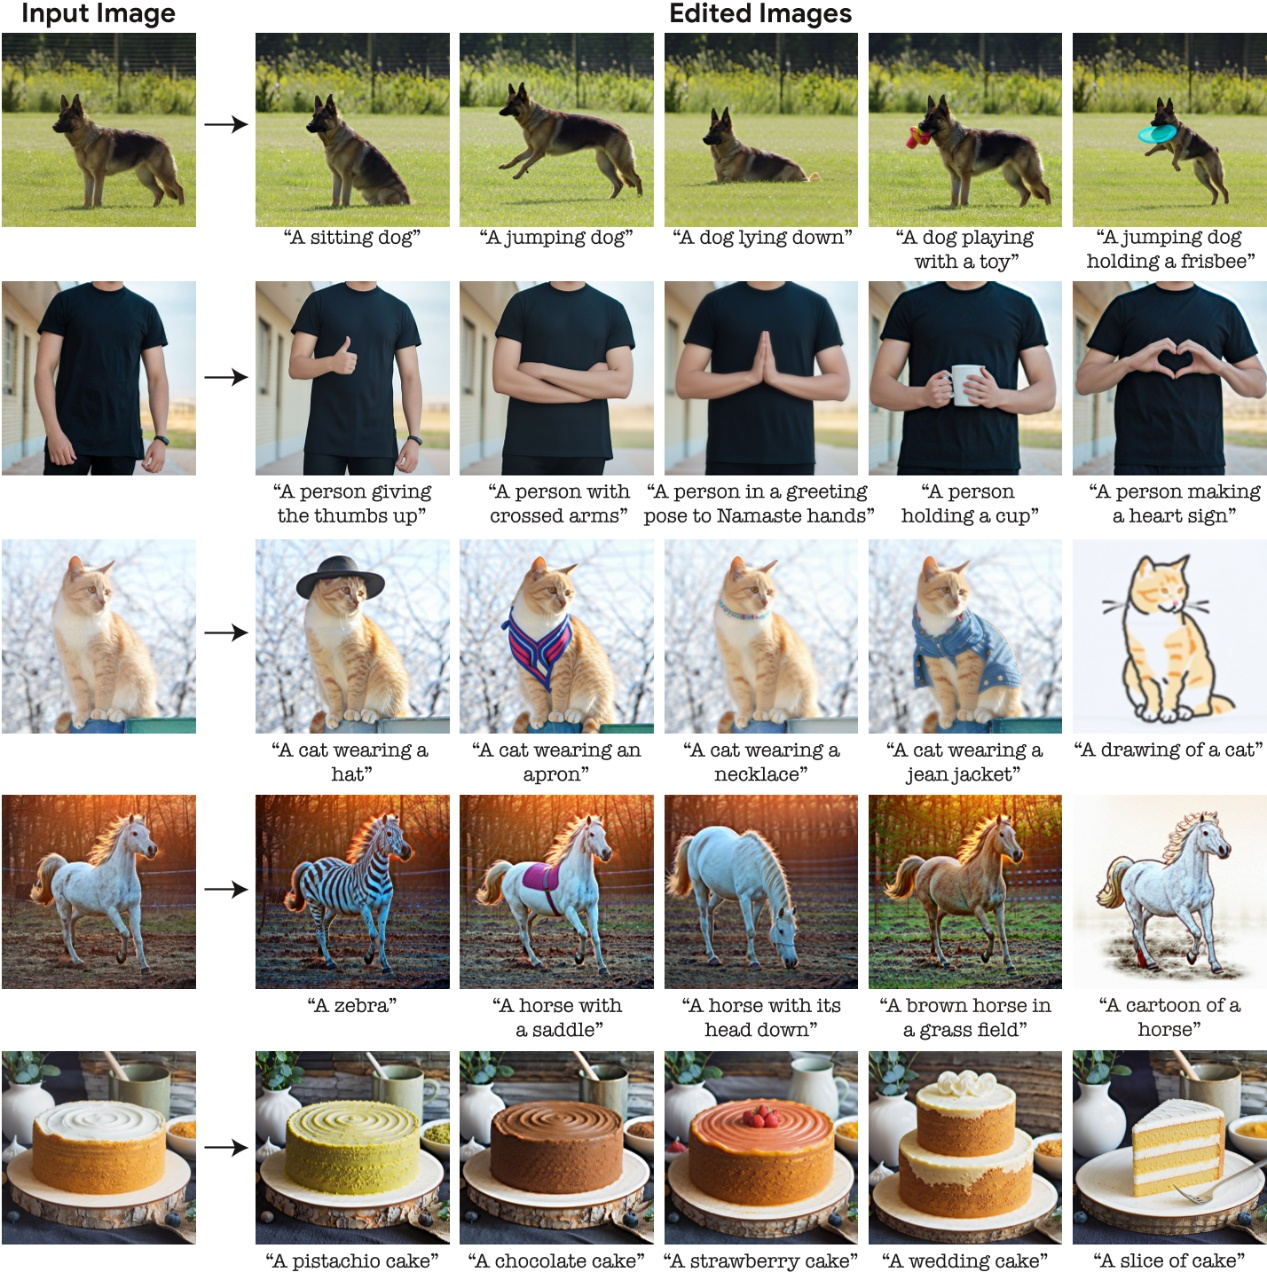 Input Image
Edited Images
“A sitting dog”
“A jumping dog”
“A dog lying down”
“A dog playing
with a toy”
“A jumping dog
holding a frisbee”
“A person giving
the thumbs up”
“A person with
crossed arms”
“A person in a greeting
pose to Namaste hands”
“A person
holding a cup”
“A person making
a heart sign”
“A cat wearing a
hat”
“A cat wearing an
apron”
“A cat wearing a
necklace”
“A cat wearing a
jean jacket”
“A drawing of a cat”
“A zebra”
“A horse with
a saddle”
“A horse with its
head down”
“A brown horse in
a grass field”
“A cartoon of a
horse”
“A pistachio cake”
“A chocolate cake”
“A strawberry cake”
“A wedding cake”
“A slice of cake”